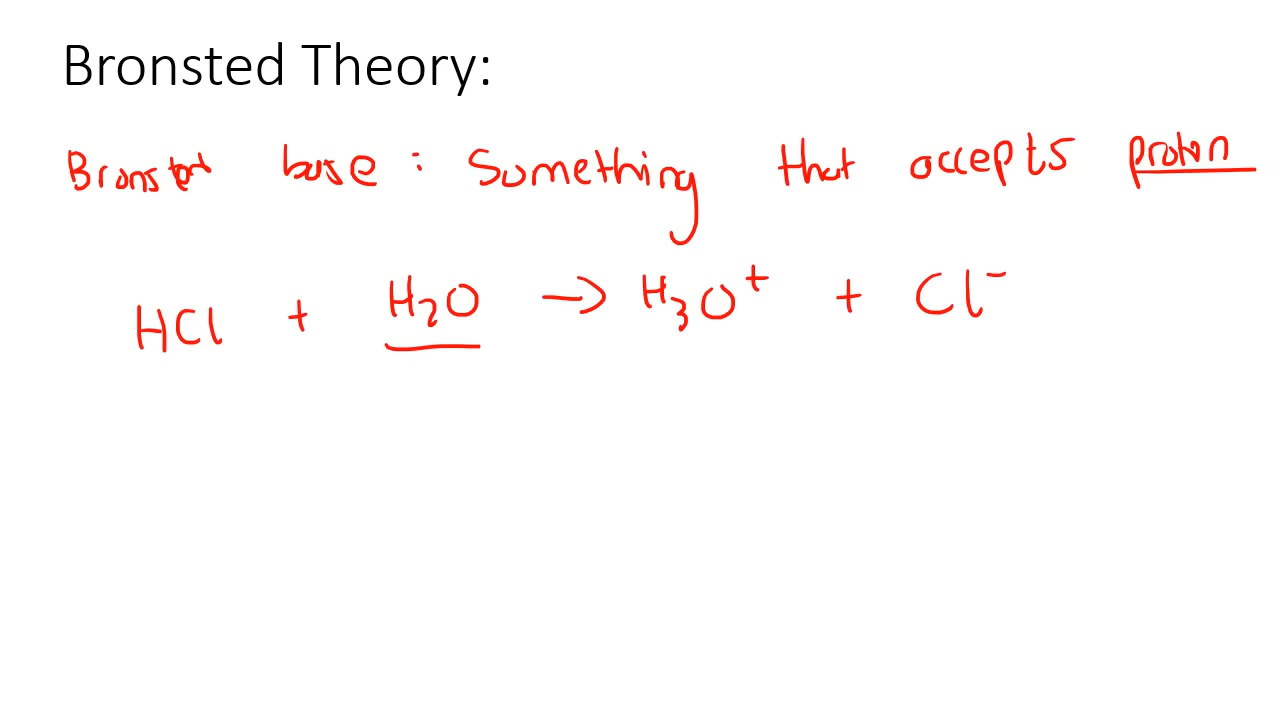 Bronsted Theory:
Bronsted base : Something that accepts proton
HCl + H₂O → H₃O⁺ + Cl⁻